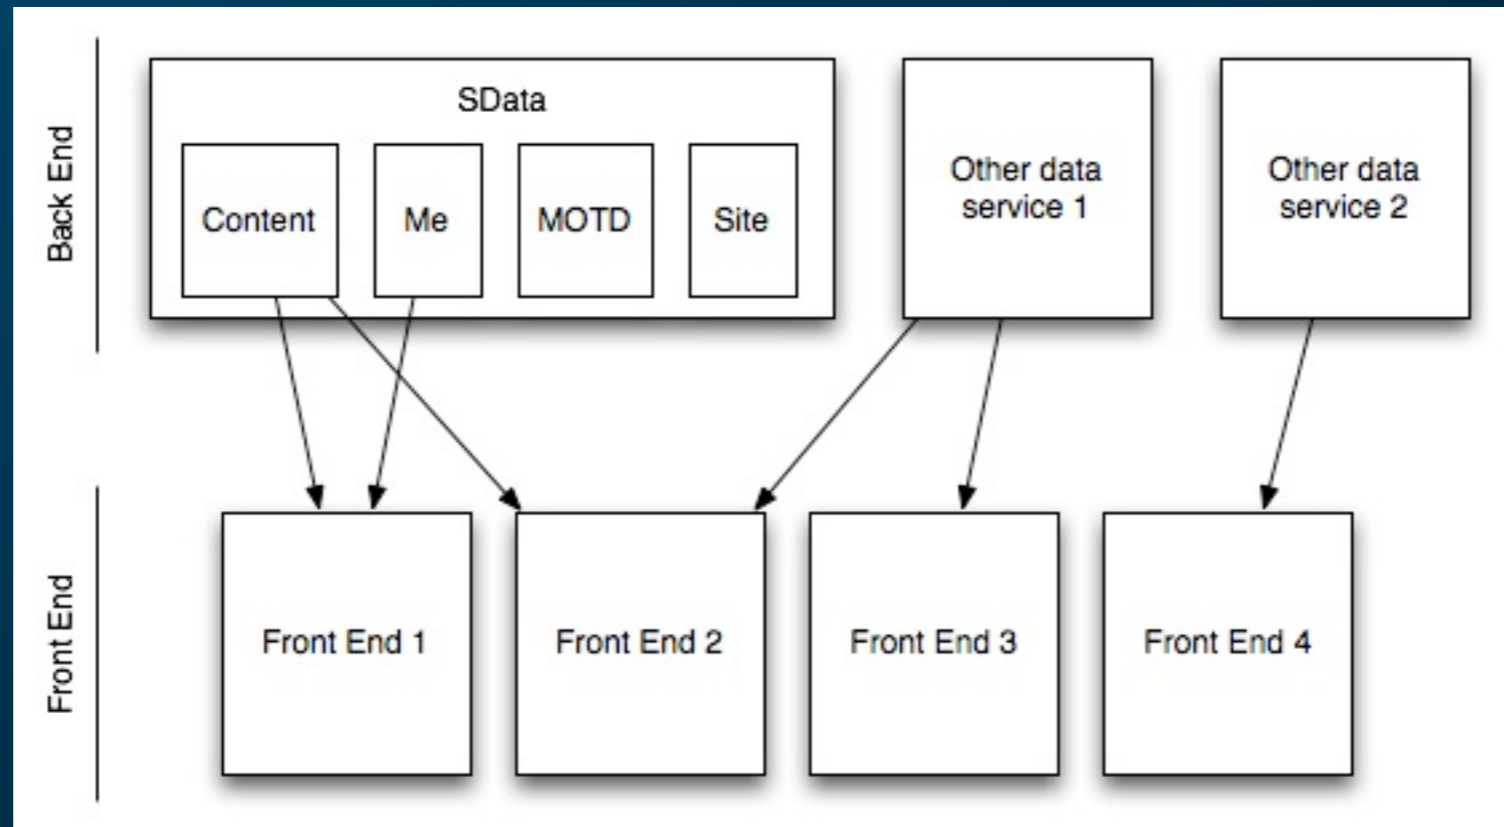 Back End
SData
Content
Me
MOTD
Site
Other data
service 1
Other data
service 2
Front End
Front End 1
Front End 2
Front End 3
Front End 4